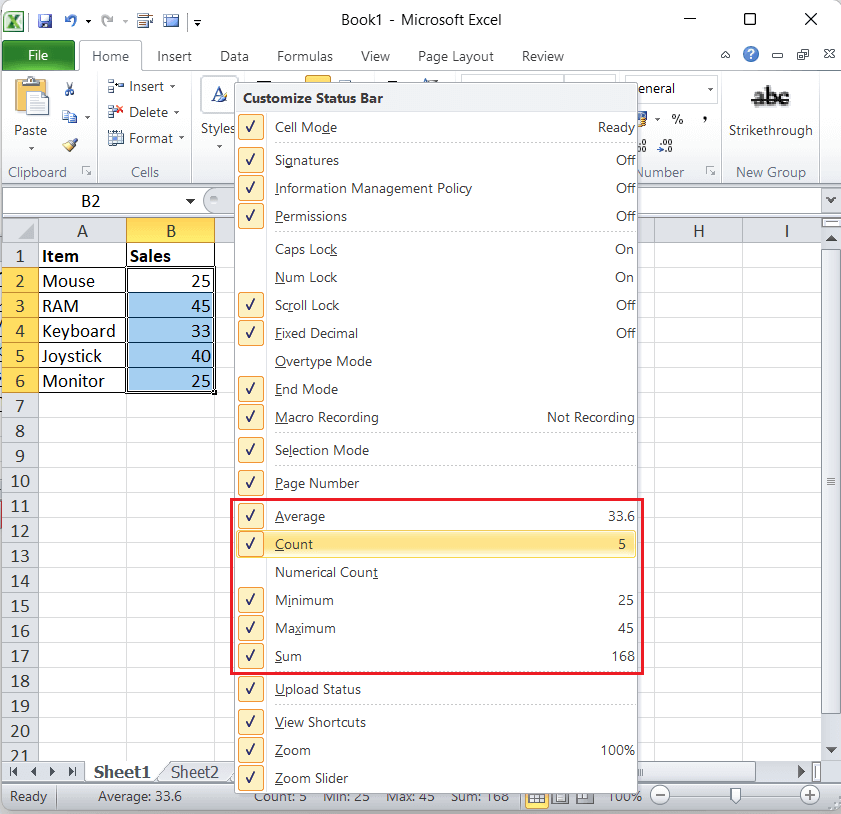 Book1 - Microsoft Excel
File Home Insert Data Formulas View Page Layout Review
Paste
Clipboard
Insert
Delete
Format
Cells
A
Styles
eneral
% ,
Number
abc
Strikethrough
New Group
B2
A B H I
1 Item Sales
2 Mouse 25
3 RAM 45
4 Keyboard 33
5 Joystick 40
6 Monitor 25
7
8
9
10
11
12
13
14
15
16
17
18
19
20
21
Customize Status Bar
Cell Mode Ready
Signatures Off
Information Management Policy Off
Permissions Off
Caps Lock On
Num Lock On
Scroll Lock Off
Fixed Decimal Off
Overtype Mode
End Mode
Macro Recording Not Recording
Selection Mode
Page Number
Average 33.6
Count 5
Numerical Count
Minimum 25
Maximum 45
Sum 168
Upload Status
View Shortcuts
Zoom 100%
Zoom Slider
Sheet1 Sheet2
Ready Average: 33.6 Count: 5 Min: 25 Max: 45 Sum: 168 100%